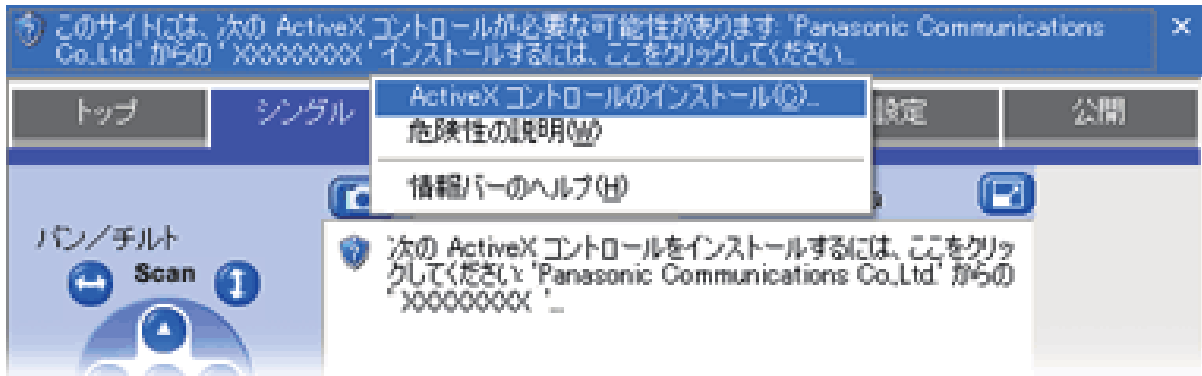 このサイトには、次の ActiveX コントロールが必要な可能性があります: 'Panasonic Communications
Co.,Ltd.' からの 'XXXXXXXX' インストールするには、ここをクリックしてください...
ActiveX コントロールのインストール(C)...
トップ
シングル
設定
公開
危険性の説明(W)
情報バーのヘルプ(H)
パン／チルト
Scan
次の ActiveX コントロールをインストールするには、ここをクリッ
クしてください: 'Panasonic Communications Co.,Ltd.' からの
'XXXXXXXX '...